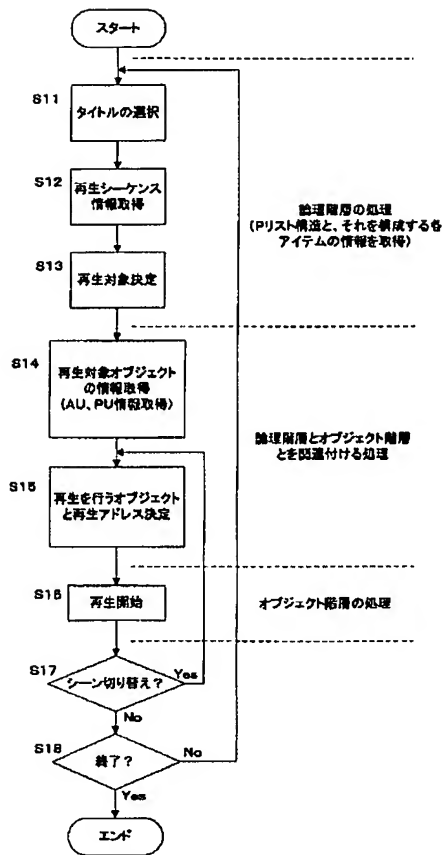 スタート
S11
タイトルの選択
S12
再生シーケンス
情報取得
S13
再生対象決定
論理階層の処理
(Pリスト構造と、それを構成する各
アイテムの情報を取得)
S14
再生対象オブジェクト
の情報取得
(AU、PU情報取得)
S15
再生を行うオブジェクト
と再生アドレス決定
論理階層とオブジェクト階層
とを関連付ける処理
S16
再生開始
オブジェクト階層の処理
S17
シーン切り替え?
Yes
No
S18
終了?
No
Yes
エンド